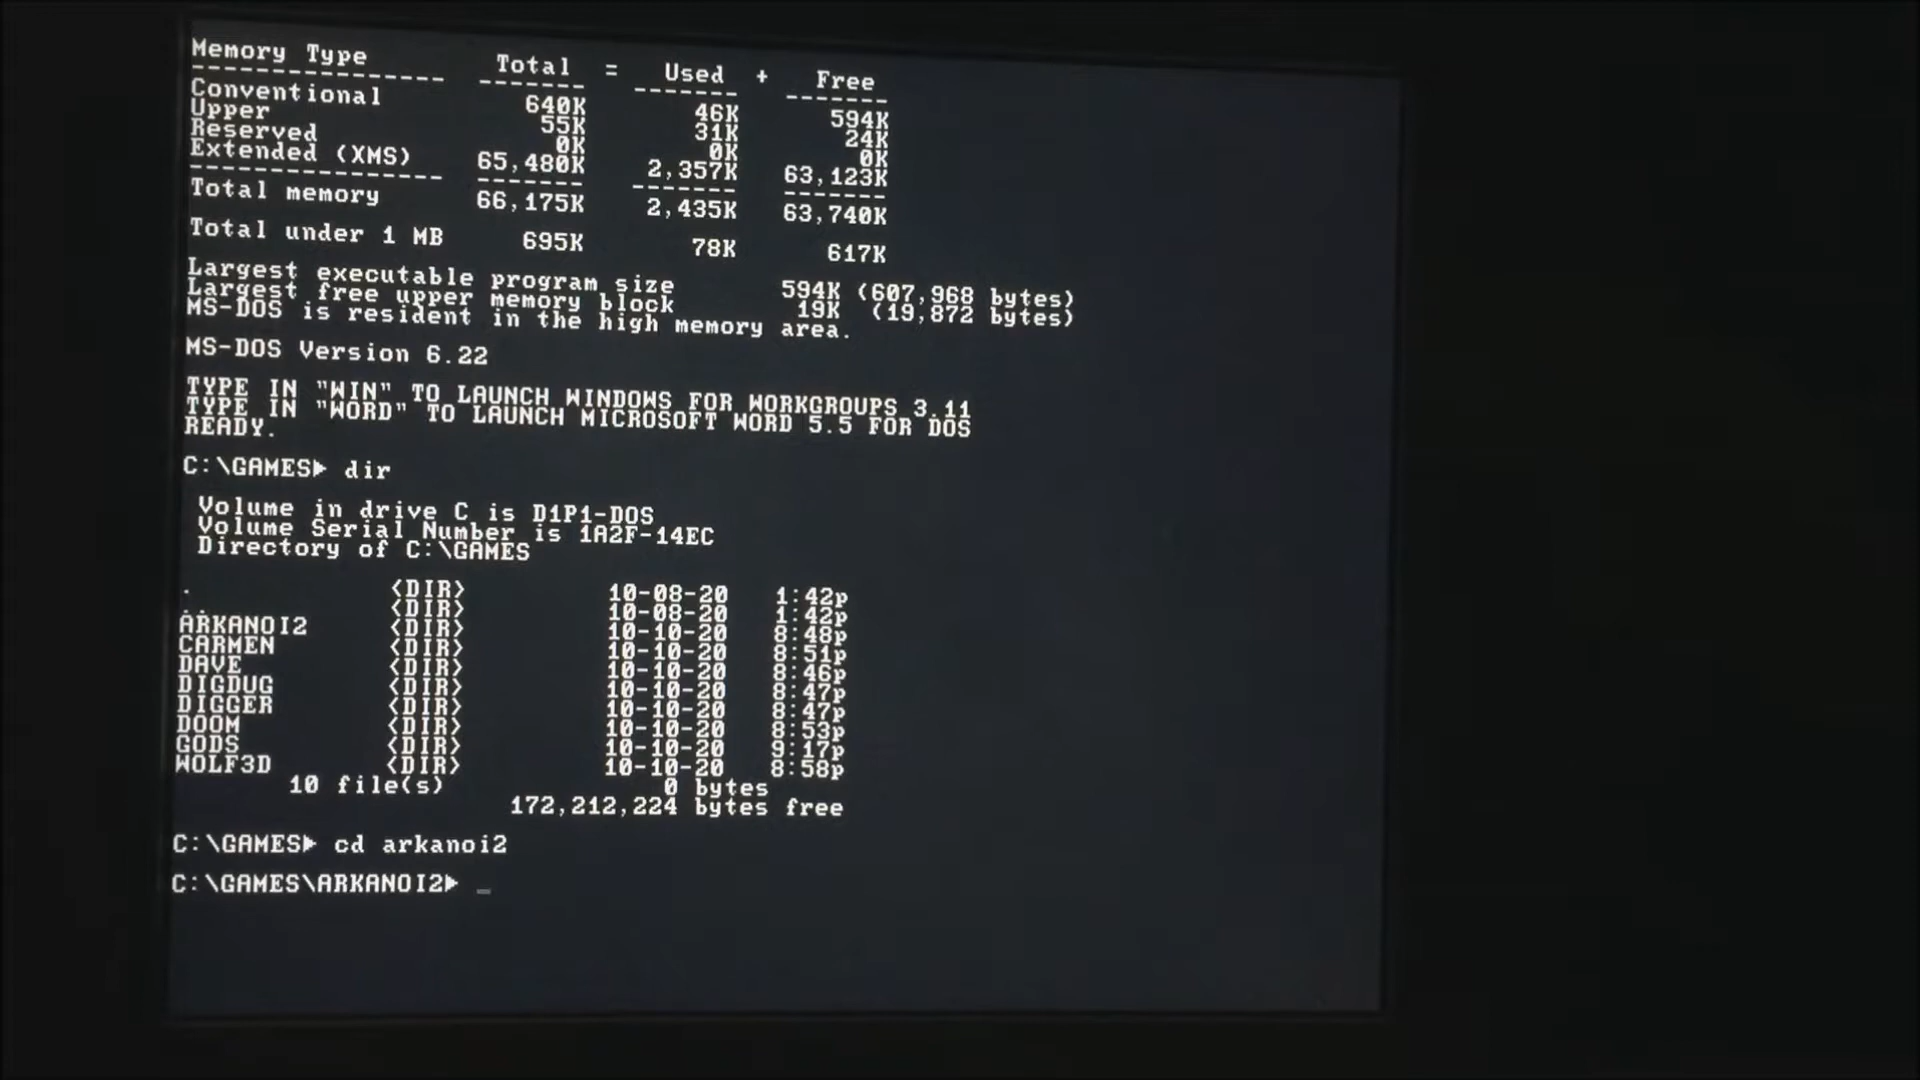 Memory Type Total = Used + Free
---------------- ------- ------- -------
Conventional 640K 46K 594K
Upper 55K 31K 24K
Reserved 0K 0K 0K
Extended (XMS) 65,480K 2,357K 63,123K
---------------- ------- ------- -------
Total memory 66,175K 2,435K 63,740K
Total under 1 MB 695K 78K 617K
Largest executable program size 594K (607,968 bytes)
Largest free upper memory block 19K (19,872 bytes)
MS-DOS is resident in the high memory area.
MS-DOS Version 6.22
TYPE IN "WIN" TO LAUNCH WINDOWS FOR WORKGROUPS 3.11
TYPE IN "WORD" TO LAUNCH MICROSOFT WORD 5.5 FOR DOS
READY.
C:\GAMES► dir
Volume in drive C is D1P1-DOS
Volume Serial Number is 1A2F-14EC
Directory of C:\GAMES
. <DIR> 10-08-20 1:42p
.. <DIR> 10-08-20 1:42p
ARKANOI2 <DIR> 10-10-20 8:48p
CARMEN <DIR> 10-10-20 8:51p
DAVE <DIR> 10-10-20 8:46p
DIGDUG <DIR> 10-10-20 8:47p
DIGGER <DIR> 10-10-20 8:47p
DOOM <DIR> 10-10-20 8:53p
GODS <DIR> 10-10-20 9:17p
WOLF3D <DIR> 10-10-20 8:58p
10 file(s) 0 bytes
172,212,224 bytes free
C:\GAMES► cd arkanoi2
C:\GAMES\ARKANOI2► _